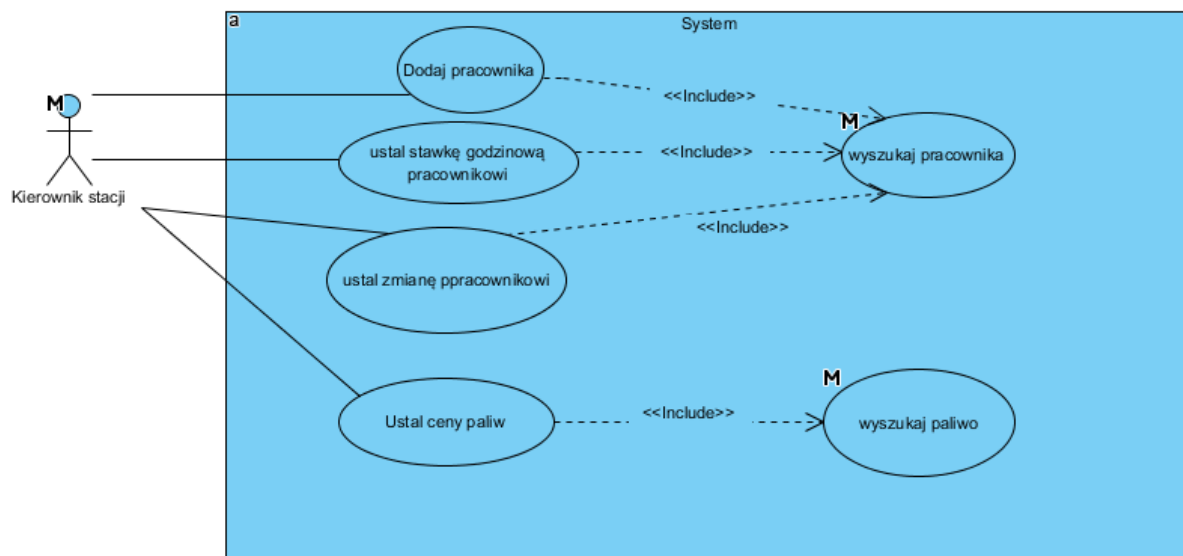 a
System
Dodaj pracownika
<<Include>>
M
M
ustal stawkę godzinową
pracownikowi
<<Include>>
wyszukaj pracownika
Kierownik stacji
<<Include>>
ustal zmianę ppracownikowi
M
Ustal ceny paliw
<<Include>>
wyszukaj paliwo